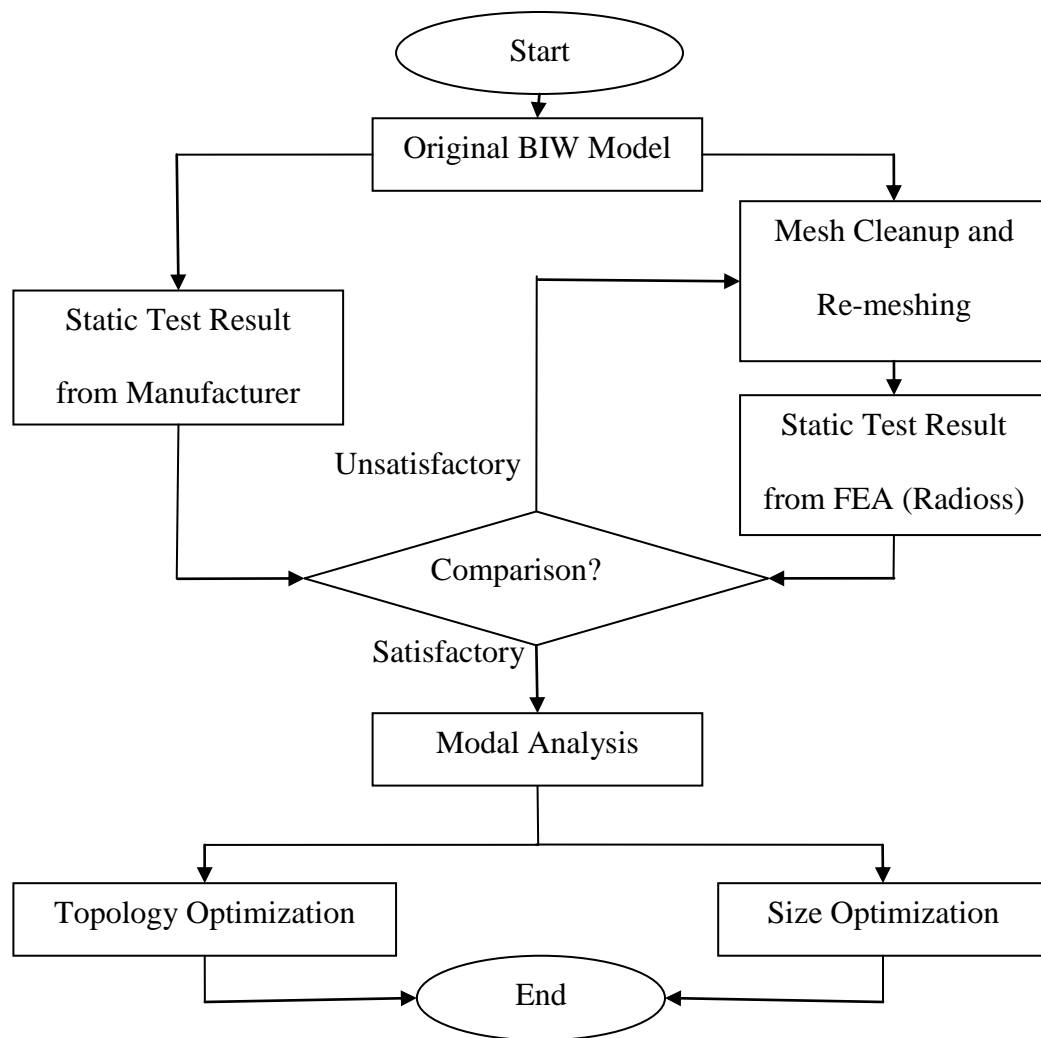 Start
Original BIW Model
Mesh Cleanup and
Re-meshing
Static Test Result
from Manufacturer
Static Test Result
from FEA (Radioss)
Unsatisfactory
Comparison?
Satisfactory
Modal Analysis
Topology Optimization
Size Optimization
End